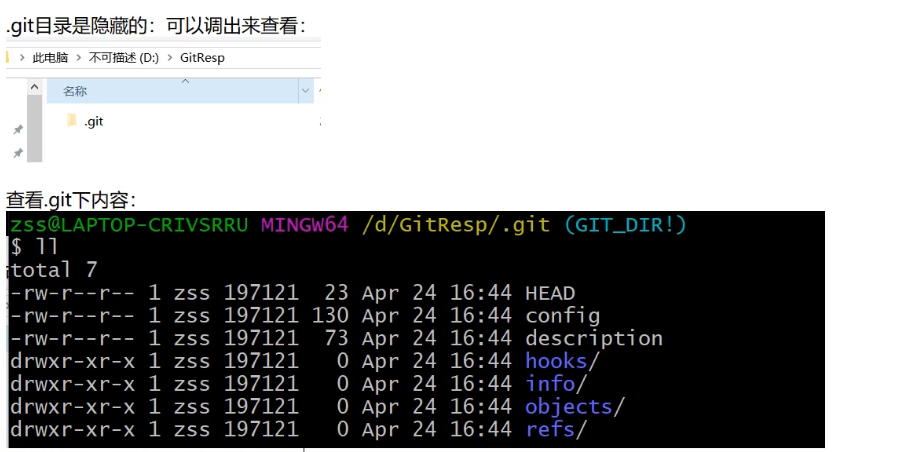 .git目录是隐藏的：可以调出来查看：
> 此电脑 > 不可描述 (D:) > GitResp
名称
.git
查看.git下内容：
zss@LAPTOP-CRIVSRRU MINGW64 /d/GitResp/.git (GIT_DIR!)
$ ll
total 7
-rw-r--r-- 1 zss 197121  23 Apr 24 16:44 HEAD
-rw-r--r-- 1 zss 197121 130 Apr 24 16:44 config
-rw-r--r-- 1 zss 197121  73 Apr 24 16:44 description
drwxr-xr-x 1 zss 197121   0 Apr 24 16:44 hooks/
drwxr-xr-x 1 zss 197121   0 Apr 24 16:44 info/
drwxr-xr-x 1 zss 197121   0 Apr 24 16:44 objects/
drwxr-xr-x 1 zss 197121   0 Apr 24 16:44 refs/